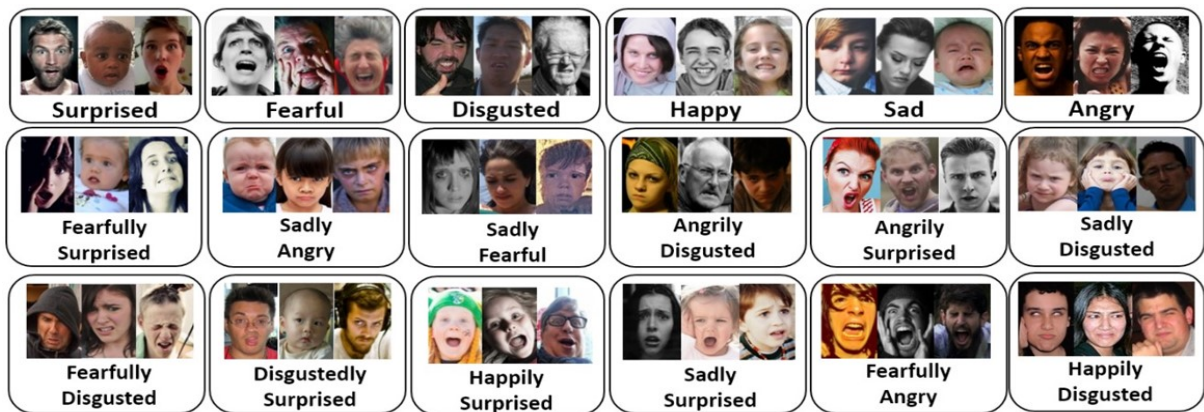 Surprised
Fearful
Disgusted
Happy
Sad
Angry
Fearfully
Surprised
Sadly
Angry
Sadly
Fearful
Angrily
Disgusted
Angrily
Surprised
Sadly
Disgusted
Fearfully
Disgusted
Disgustedly
Surprised
Happily
Surprised
Sadly
Surprised
Fearfully
Angry
Happily
Disgusted